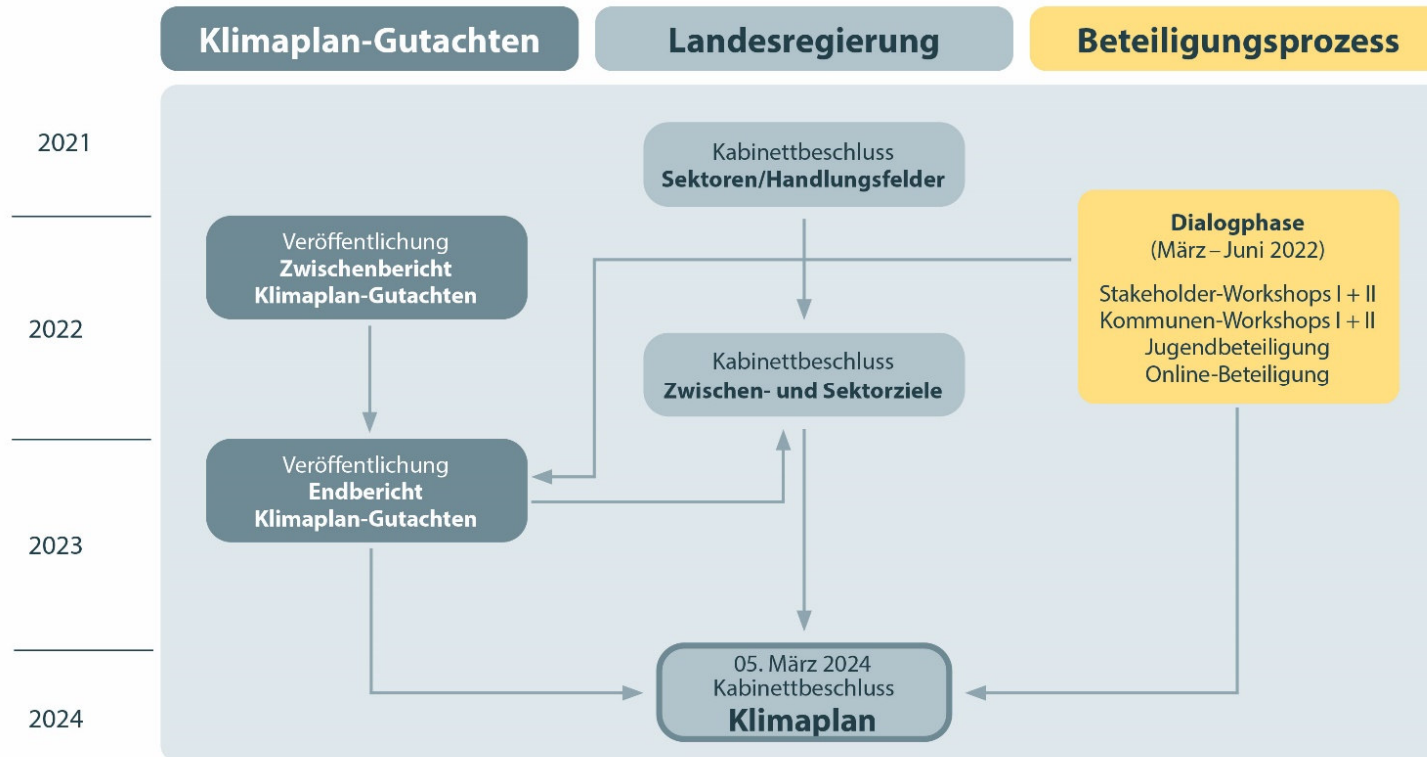 Klimaplan-Gutachten
Landesregierung
Beteiligungsprozess
2021
Kabinettbeschluss
Sektoren/Handlungsfelder
Dialogphase
(März – Juni 2022)
Stakeholder-Workshops I + II
Kommunen-Workshops I + II
Jugendbeteiligung
Online-Beteiligung
Veröffentlichung
Zwischenbericht
Klimaplan-Gutachten
2022
Kabinettbeschluss
Zwischen- und Sektorziele
Veröffentlichung
Endbericht
Klimaplan-Gutachten
2023
05. März 2024
Kabinettbeschluss
Klimaplan
2024